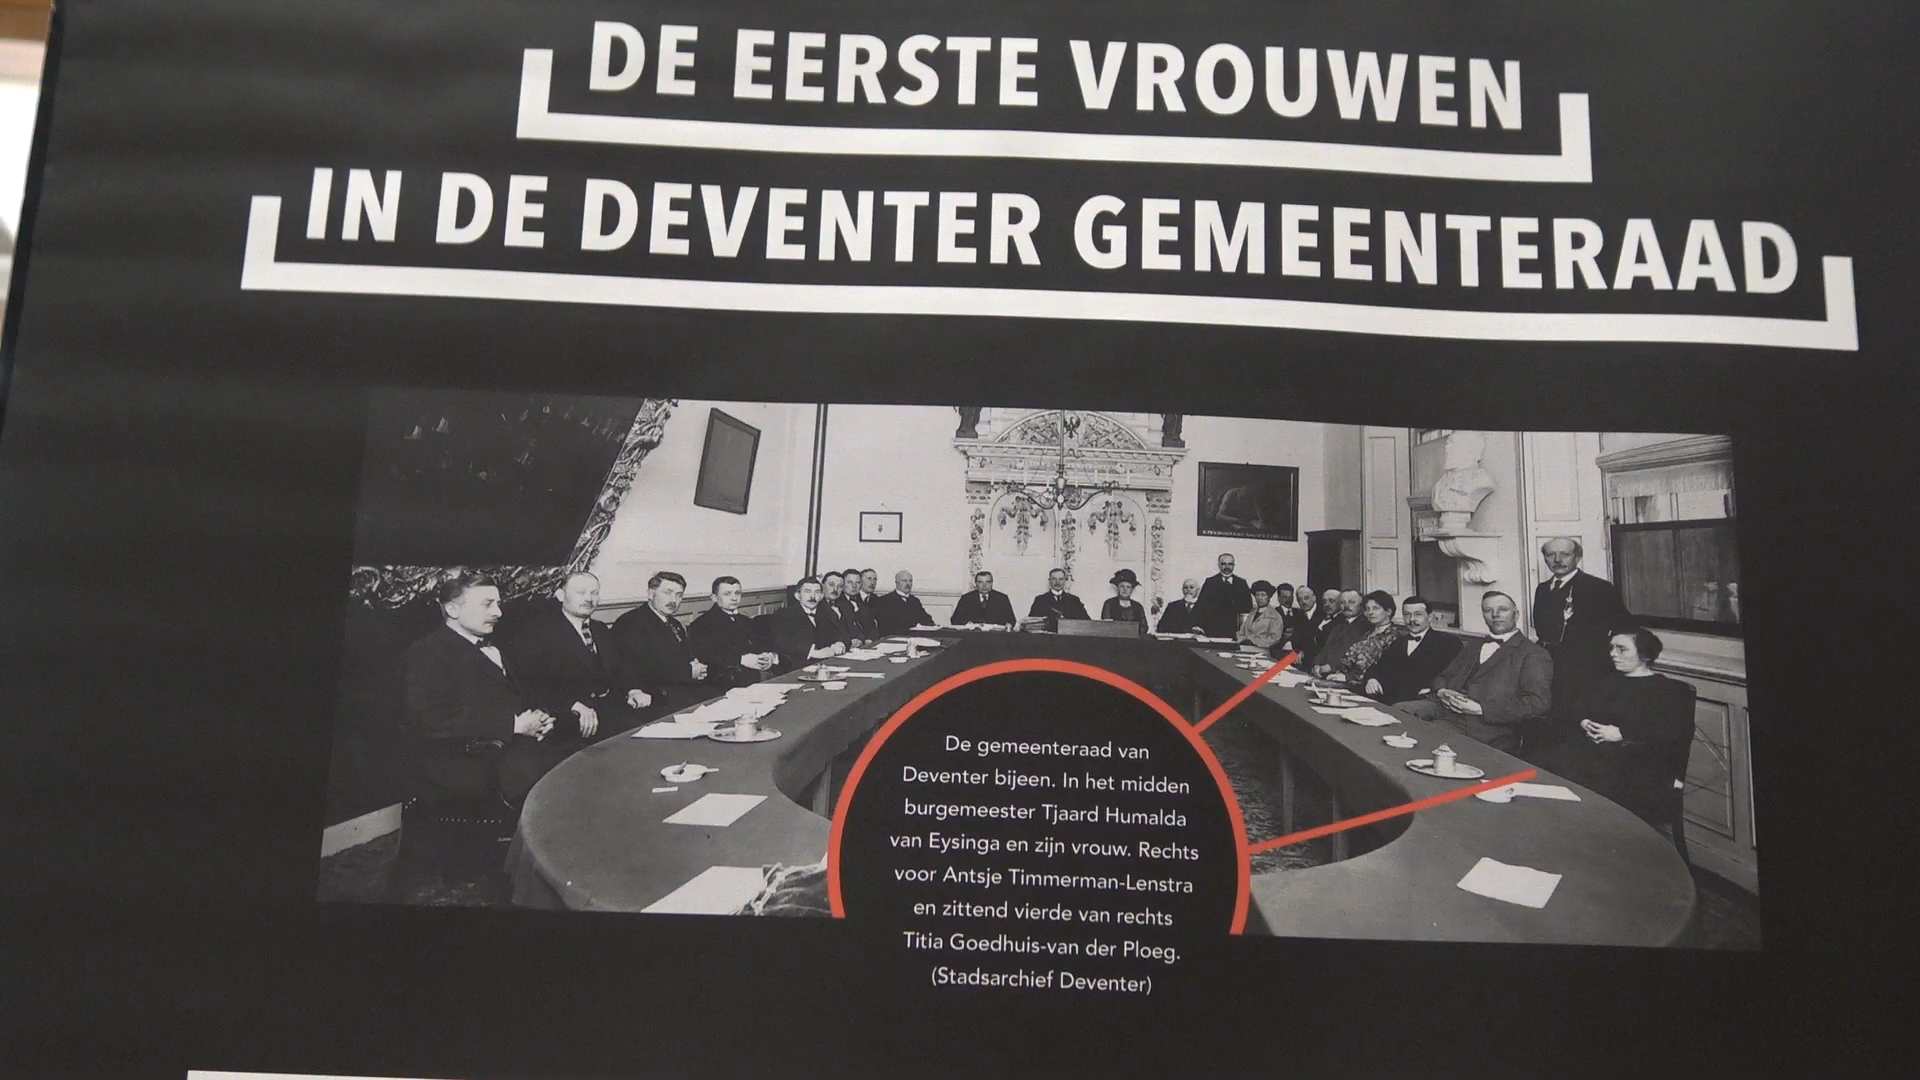 DE EERSTE VROUWEN
IN DE DEVENTER GEMEENTERAAD
De gemeenteraad van
Deventer bijeen. In het midden
burgemeester Tjaard Humalda
van Eysinga en zijn vrouw. Rechts
voor Antsje Timmerman-Lenstra
en zittend vierde van rechts
Titia Goedhuis-van der Ploeg.
(Stadsarchief Deventer)